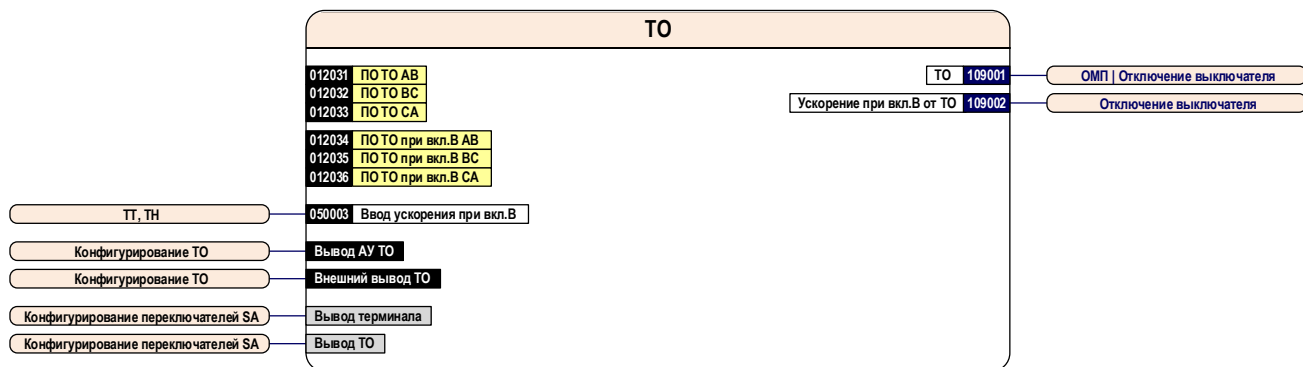 ТО
012031 ПО ТО АВ
012032 ПО ТО ВС
012033 ПО ТО СА
ТО 109001 ОМП | Отключение выключателя
Ускорение при вкл.В от ТО 109002 Отключение выключателя
012034 ПО ТО при вкл.В АВ
012035 ПО ТО при вкл.В ВС
012036 ПО ТО при вкл.В СА
ТТ, ТН 050003 Ввод ускорения при вкл.В
Конфигурирование ТО Вывод АУ ТО
Конфигурирование ТО Внешний вывод ТО
Конфигурирование переключателей SA Вывод терминала
Конфигурирование переключателей SA Вывод ТО